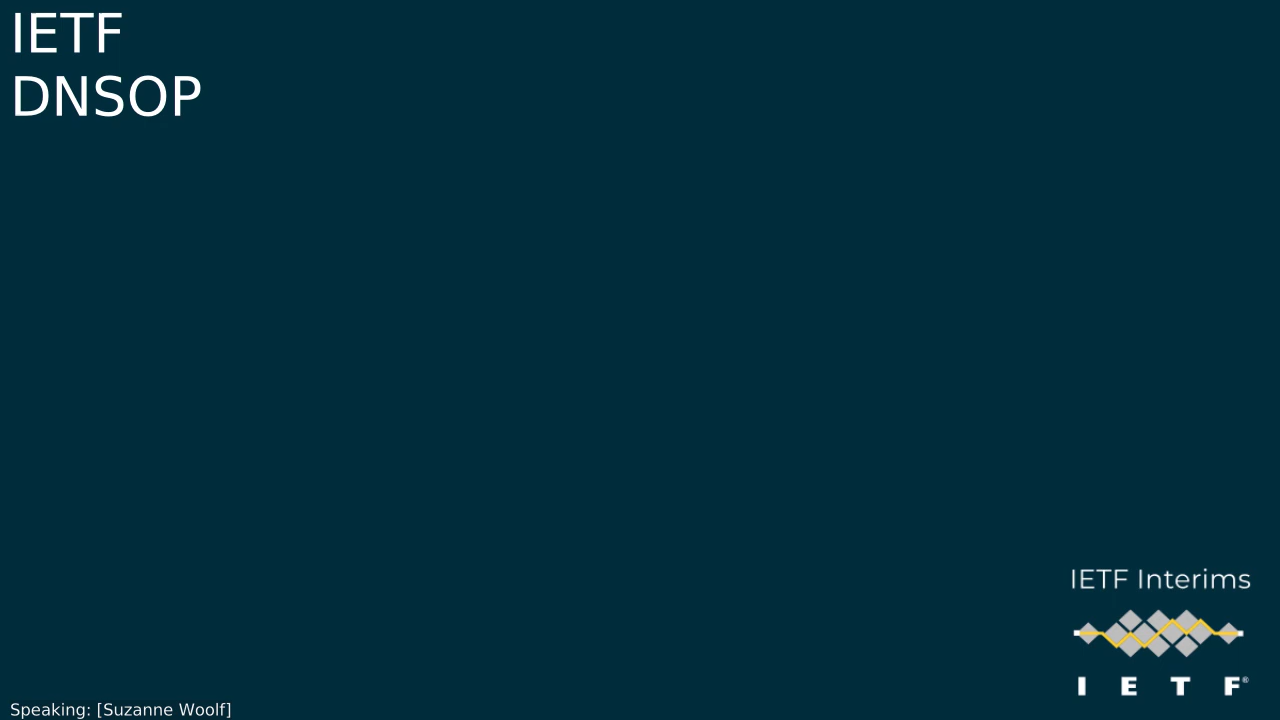 IETF
DNSOP
IETF Interims
I E T F®
Speaking: [Suzanne Woolf]